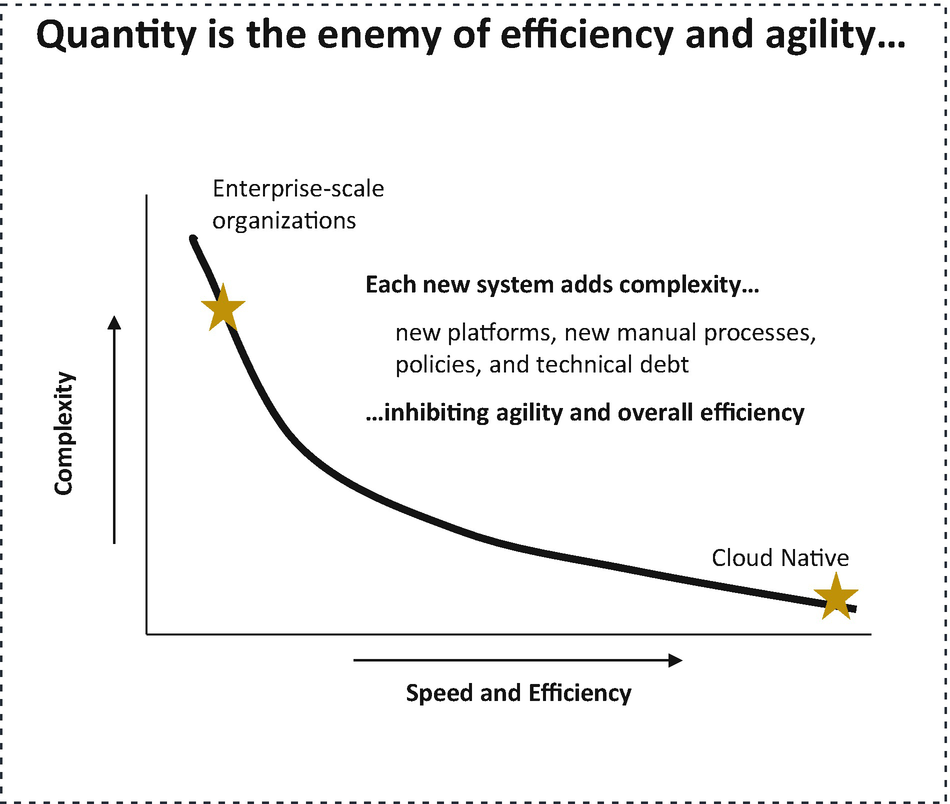 Quantity is the enemy of efficiency and agility...
Enterprise-scale
organizations
Each new system adds complexity...
new platforms, new manual processes,
policies, and technical debt
...inhibiting agility and overall efficiency
Complexity
Cloud Native
Speed and Efficiency